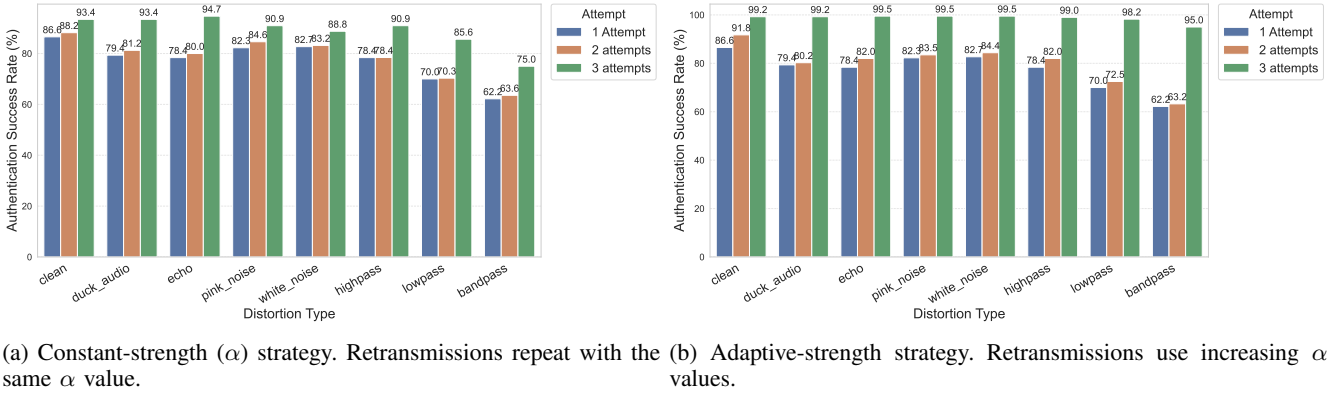 Authentication Success Rate (%)
80
60
40
20
0
86.6 88.2 93.4
79.4 81.2 93.4
78.4 80.0 94.7
82.3 84.6 90.9
82.7 83.2 88.8
78.4 78.4 90.9
70.0 70.3 85.6
62.2 63.6 75.0
clean
duck_audio
echo
pink_noise
white_noise
highpass
lowpass
bandpass
Distortion Type
Attempt
1 Attempt
2 attempts
3 attempts
(a) Constant-strength (α) strategy. Retransmissions repeat with the
same α value.
Authentication Success Rate (%)
100
80
60
40
20
0
86.6 91.8 99.2
79.4 80.2 99.2
78.4 82.0 99.5
82.3 83.5 99.5
82.7 84.4 99.5
78.4 82.0 99.0
70.0 72.5 98.2
62.2 63.2 95.0
clean
duck_audio
echo
pink_noise
white_noise
highpass
lowpass
bandpass
Distortion Type
Attempt
1 Attempt
2 attempts
3 attempts
(b) Adaptive-strength strategy. Retransmissions use increasing α
values.